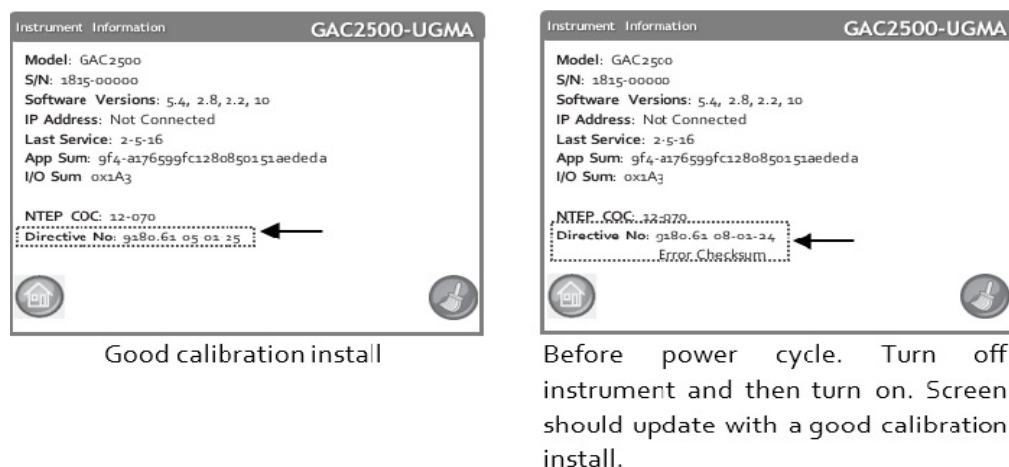 Instrument Information
GAC2500-UGMA
Model: GAC2500
S/N: 1815-00000
Software Versions: 5.4, 2.8, 2.2, 10
IP Address: Not Connected
Last Service: 2-5-16
App Sum: 9f4-a176599fc1280850151aededa
I/O Sum 0x1A3
NTEP COC: 12-070
Directive No: 9180.61 05 01 25
Good calibration install
Instrument Information
GAC2500-UGMA
Model: GAC2500
S/N: 1815-00000
Software Versions: 5.4, 2.8, 2.2, 10
IP Address: Not Connected
Last Service: 2-5-16
App Sum: 9f4-a176599fc1280850151aededa
I/O Sum: 0x1A3
NTEP COC: 12-070
Directive No: 9180.61 08-01-24
Error Checksum
Before power cycle. Turn off
instrument and then turn on. Screen
should update with a good calibration
install.